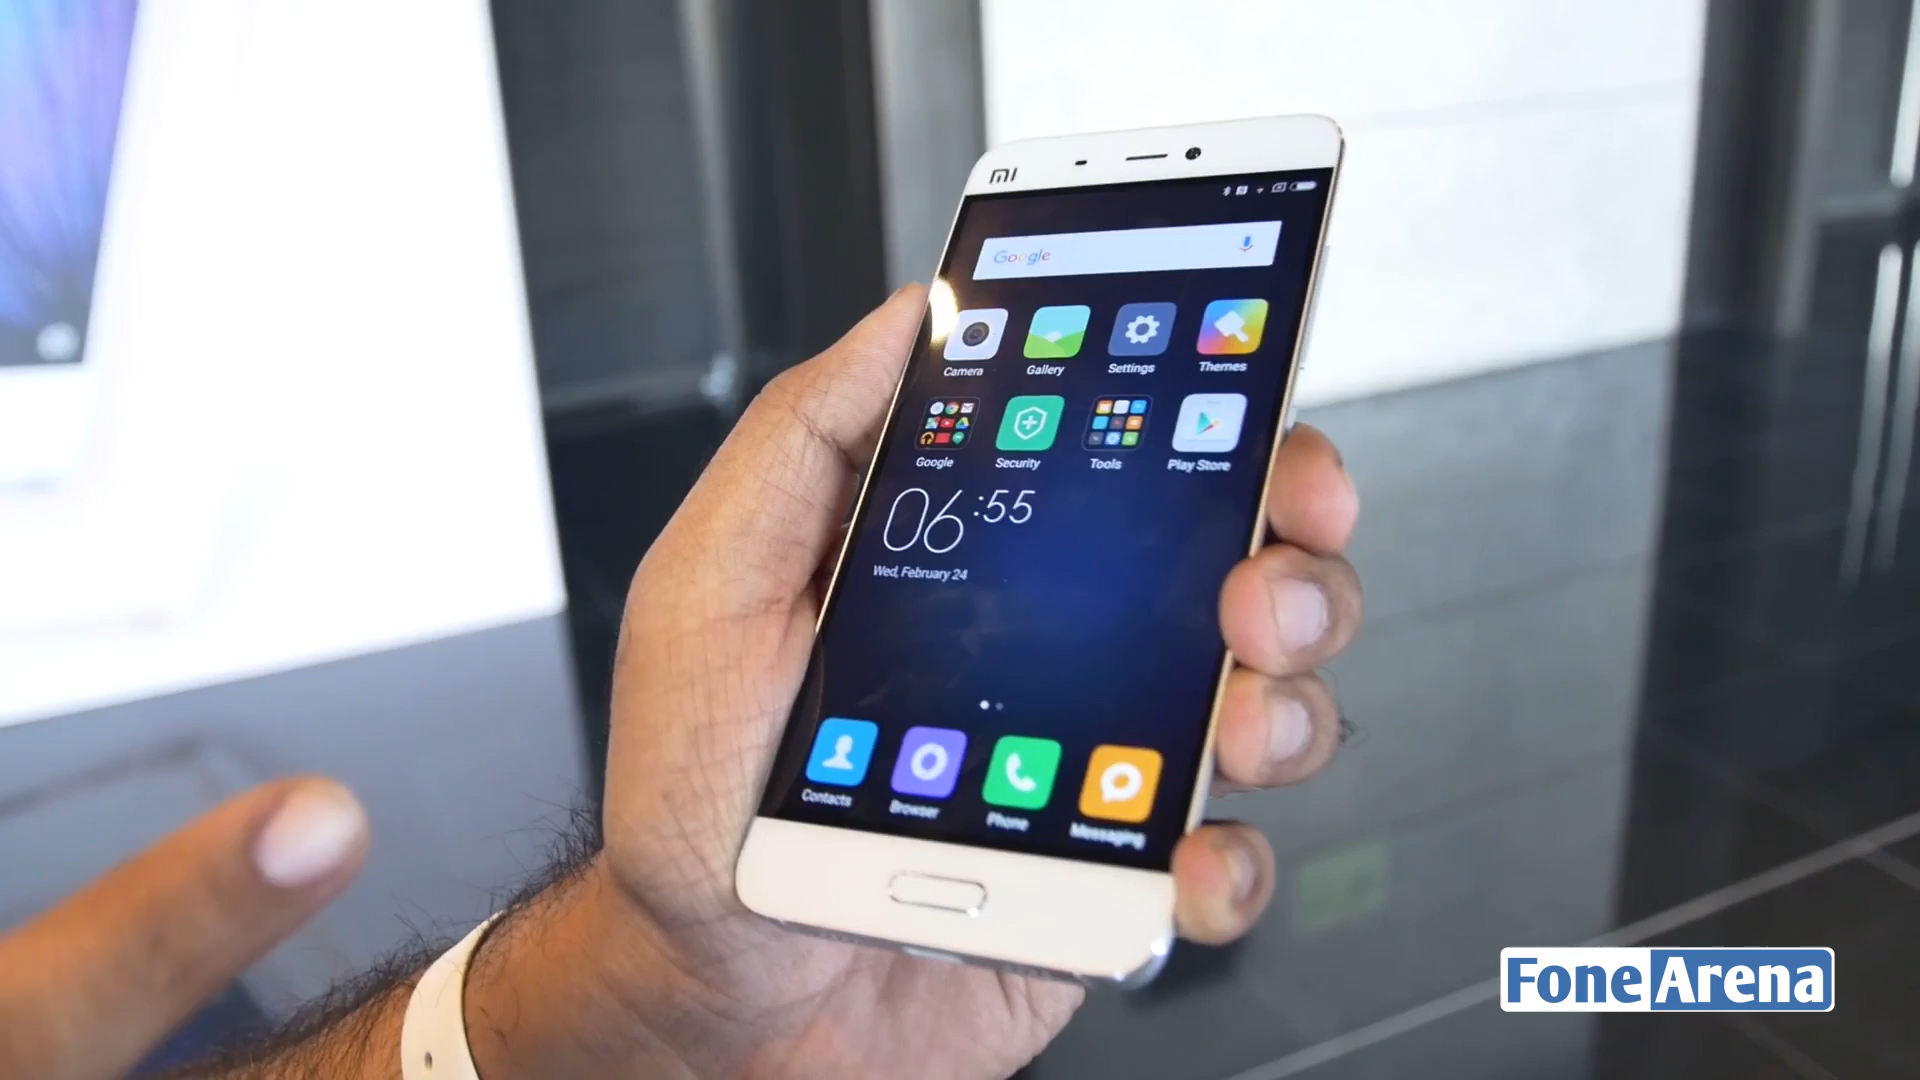 MI
Google
Camera Gallery Settings Themes
Google Security Tools Play Store
06:55
Wed, February 24
Contacts Browser Phone Messaging
FoneArena